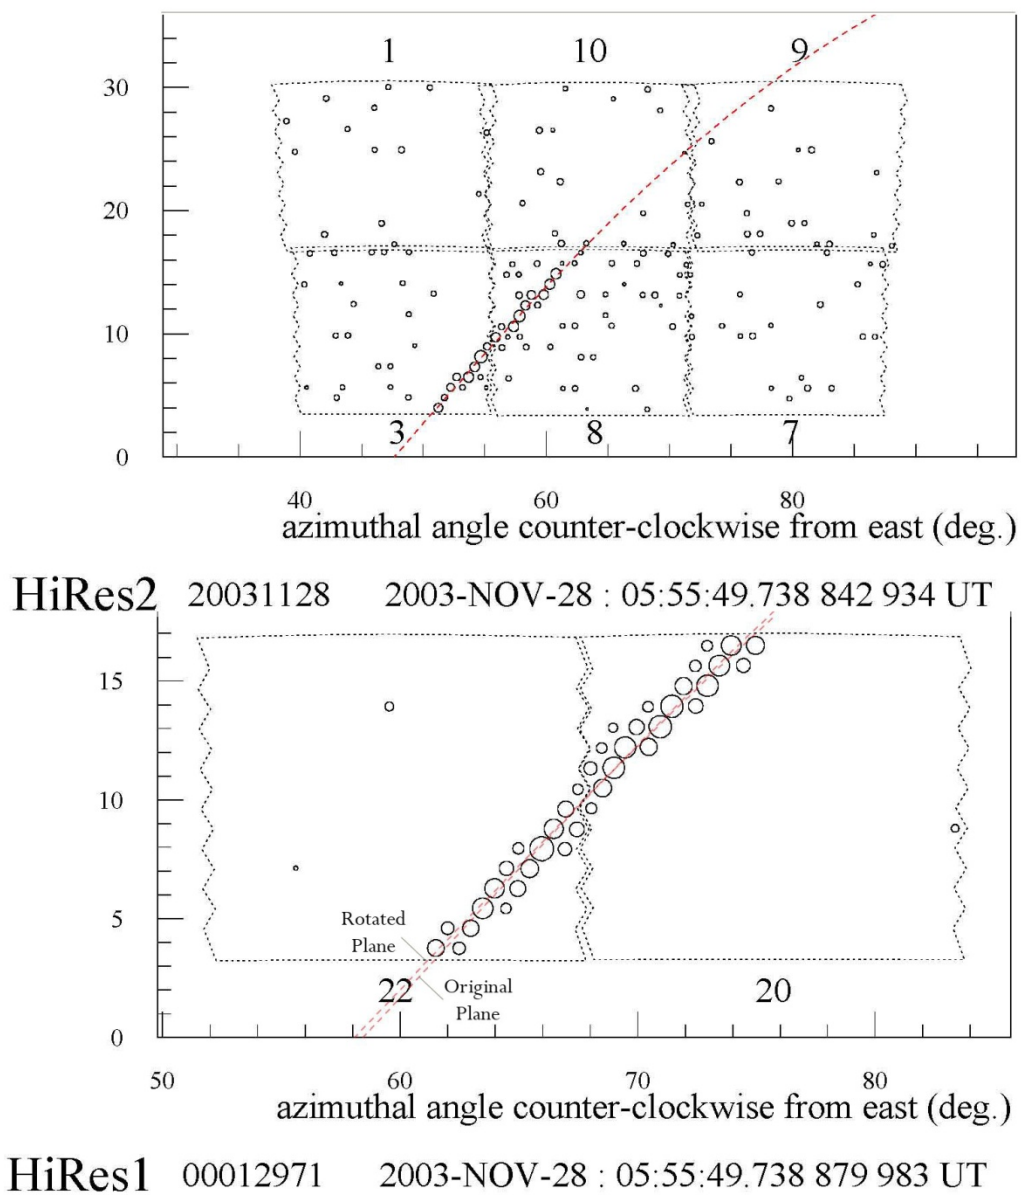 1 10 9
30
20
10
3 8 7
0
40 60 80
azimuthal angle counter-clockwise from east (deg.)
HiRes2 20031128 2003-NOV-28 : 05:55:49.738 842 934 UT
15
10
5
Rotated
Plane
22 Original 20
Plane
0
50 60 70 80
azimuthal angle counter-clockwise from east (deg.)
HiRes1 00012971 2003-NOV-28 : 05:55:49.738 879 983 UT